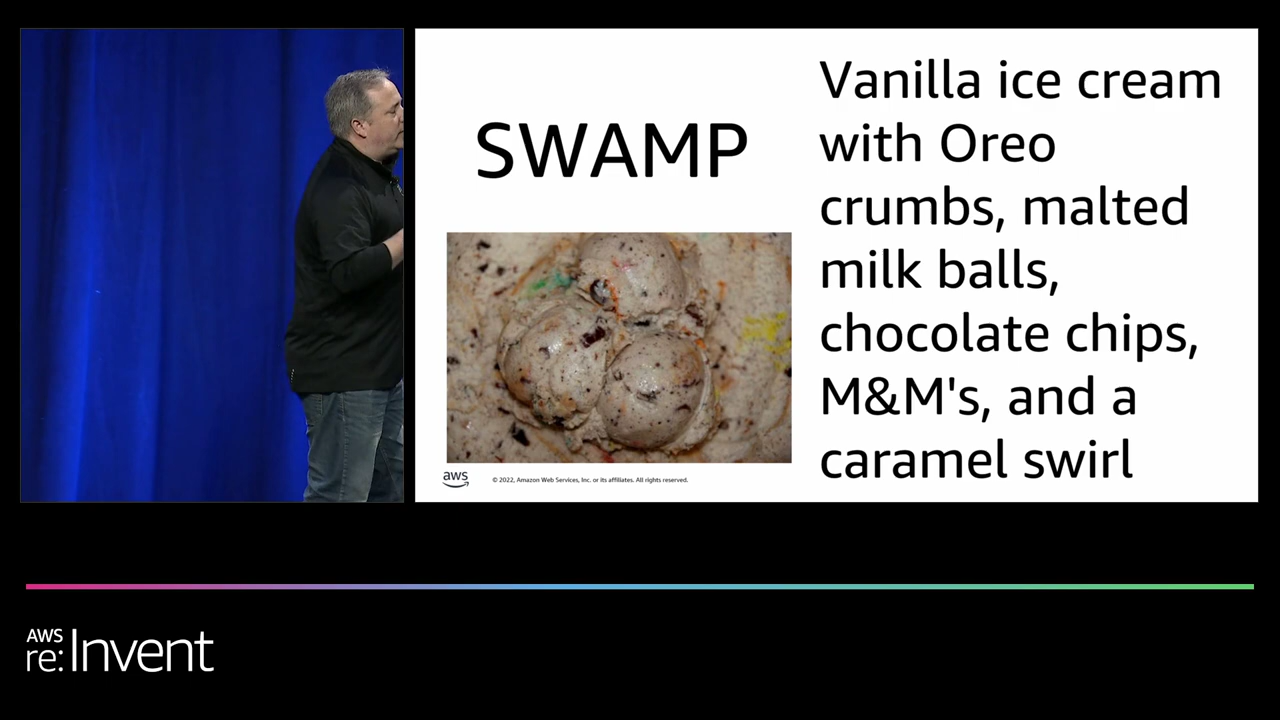 SWAMP
Vanilla ice cream
with Oreo
crumbs, malted
milk balls,
chocolate chips,
M&M's, and a
caramel swirl
aws
© 2022, Amazon Web Services, Inc. or its affiliates. All rights reserved.
AWS
re:Invent